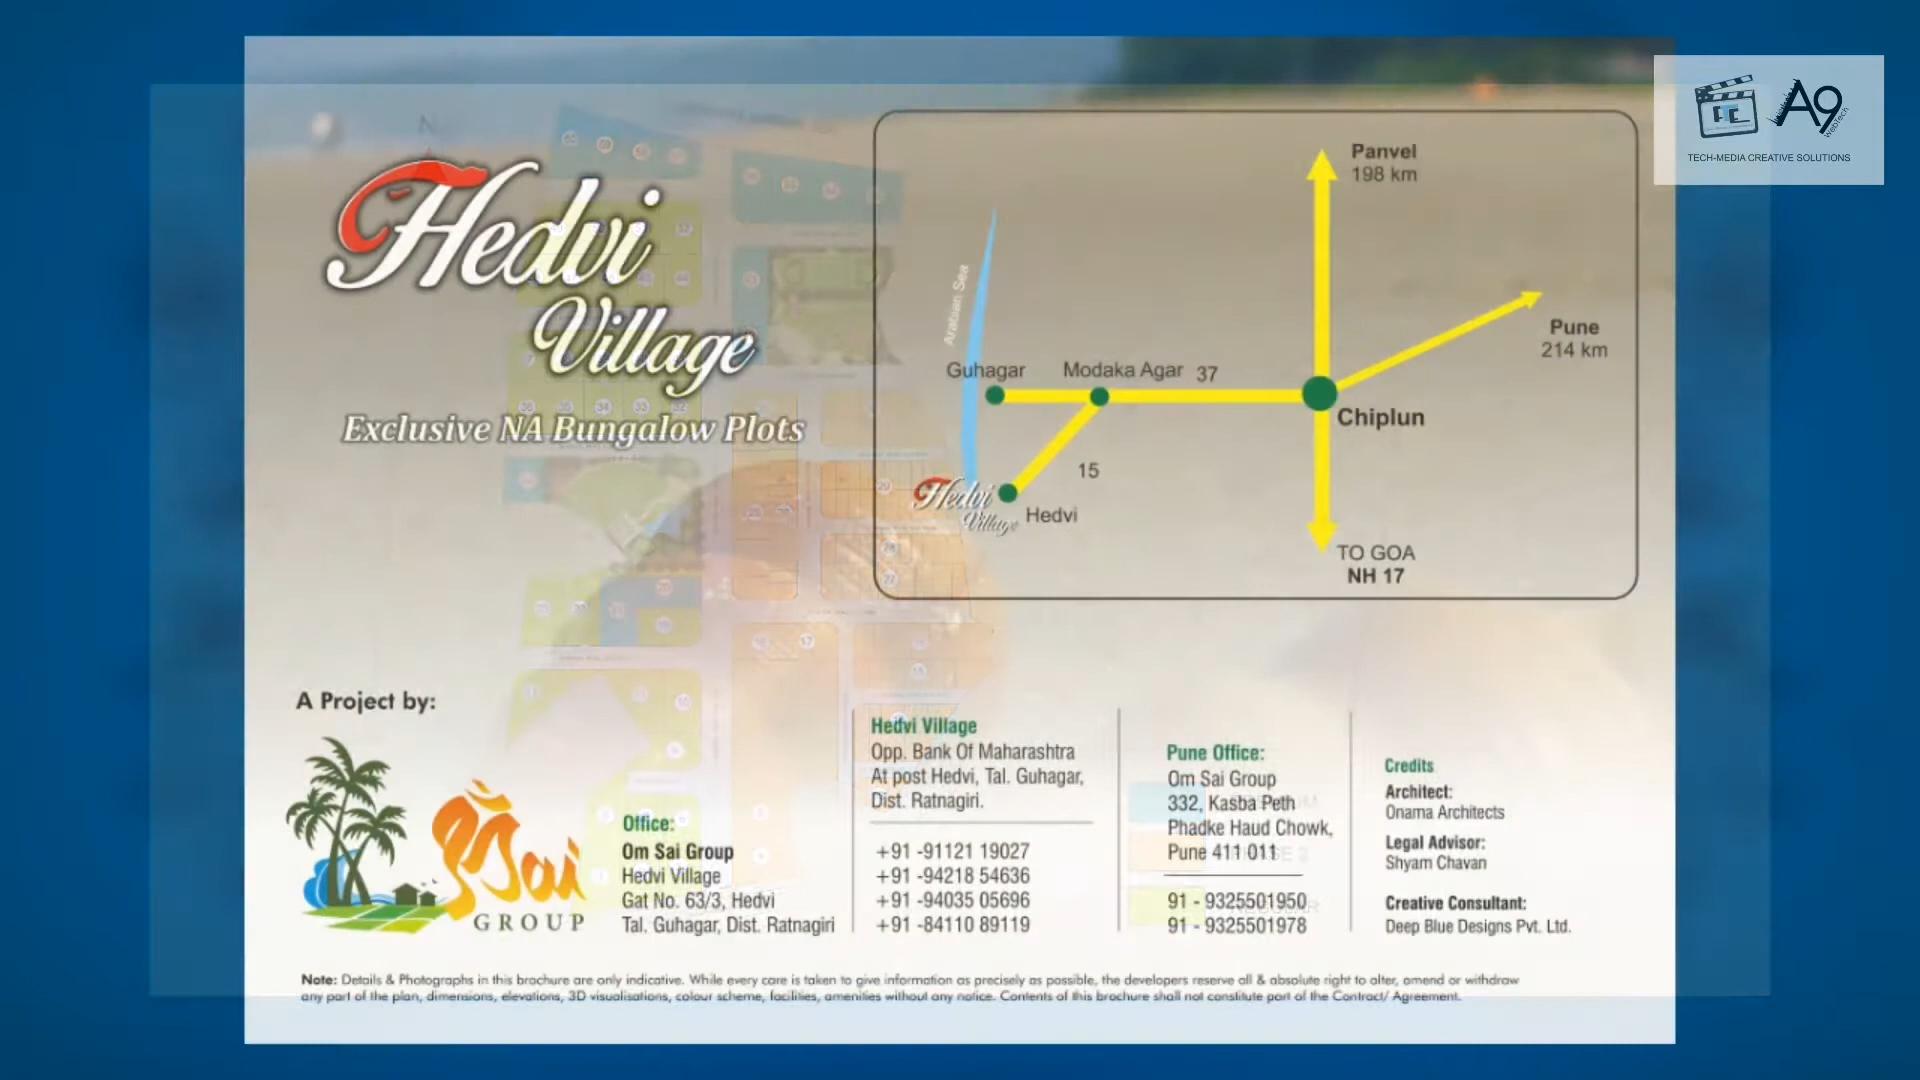 TECH-MEDIA CREATIVE SOLUTIONS
A9
WebTech
N
Hedvi
Village
Exclusive NA Bungalow Plots
Panvel
198 km
Pune
214 km
Arabian Sea
Guhagar
Modaka Agar
37
Chiplun
15
Hedvi
Village
Hedvi
TO GOA
NH 17
A Project by:
Sai
GROUP
Office:
Om Sai Group
Hedvi Village
Gat No. 63/3, Hedvi
Tal. Guhagar, Dist. Ratnagiri
Hedvi Village
Opp. Bank Of Maharashtra
At post Hedvi, Tal. Guhagar,
Dist. Ratnagiri.
+91 -91121 19027
+91 -94218 54636
+91 -94035 05696
+91 -84110 89119
Pune Office:
Om Sai Group
332, Kasba Peth
Phadke Haud Chowk,
Pune 411 011
91 - 9325501950
91 - 9325501978
Credits
Architect:
Onama Architects
Legal Advisor:
Shyam Chavan
Creative Consultant:
Deep Blue Designs Pvt. Ltd.
Note: Details & Photographs in this brochure are only indicative. While every care is taken to give information as precisely as possible, the developers reserve all & absolute right to alter, amend or withdraw
any part of the plan, dimensions, elevations, 3D visualisations, colour scheme, facilities, amenities without any notice. Contents of this brochure shall not constitute part of the Contract/ Agreement.